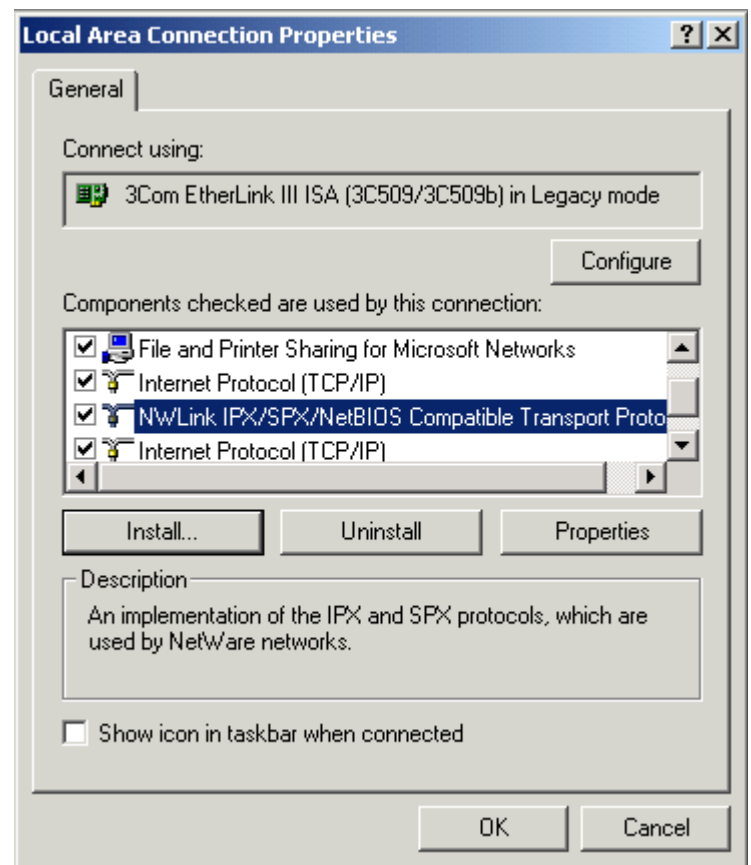 Local Area Connection Properties
General
Connect using:
3Com EtherLink III ISA (3C509/3C509b) in Legacy mode
Configure
Components checked are used by this connection:
File and Printer Sharing for Microsoft Networks
Internet Protocol (TCP/IP)
NWLink IPX/SPX/NetBIOS Compatible Transport Proto
Internet Protocol (TCP/IP)
Install... Uninstall Properties
Description
An implementation of the IPX and SPX protocols, which are
used by NetWare networks.
Show icon in taskbar when connected
OK Cancel